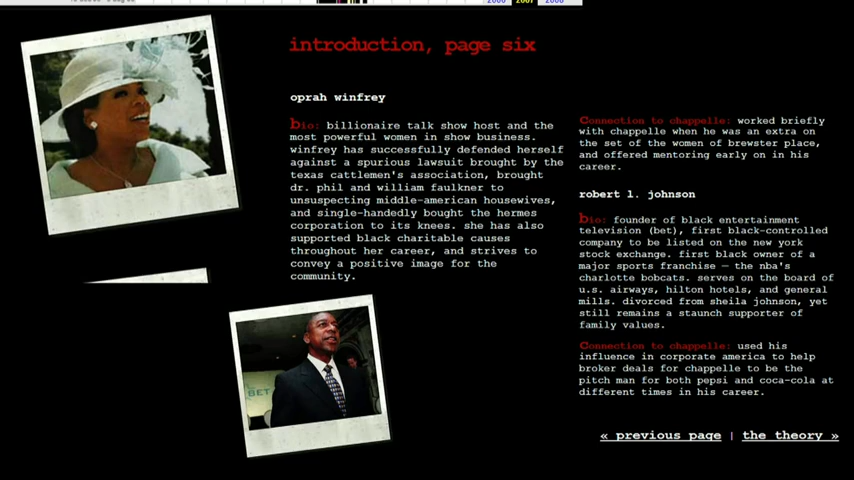 2006 2007 2008
introduction, page six
oprah winfrey
bio: billionaire talk show host and the
most powerful women in show business.
winfrey has successfully defended herself
against a spurious lawsuit brought by the
texas cattlemen's association, brought
dr. phil and william faulkner to
unsuspecting middle-american housewives,
and single-handedly bought the hermes
corporation to its knees. she has also
supported black charitable causes
throughout her career, and strives to
convey a positive image for the
community.
Connection to chappelle: worked briefly
with chappelle when he was an extra on
the set of the women of brewster place,
and offered mentoring early on in his
career.
robert l. johnson
bio: founder of black entertainment
television (bet), first black-controlled
company to be listed on the new york
stock exchange. first black owner of a
major sports franchise — the nba's
charlotte bobcats. serves on the board of
u.s. airways, hilton hotels, and general
mills. divorced from sheila johnson, yet
still remains a staunch supporter of
family values.
Connection to chappelle: used his
influence in corporate america to help
broker deals for chappelle to be the
pitch man for both pepsi and coca-cola at
different times in his career.
BET
« previous page | the theory »